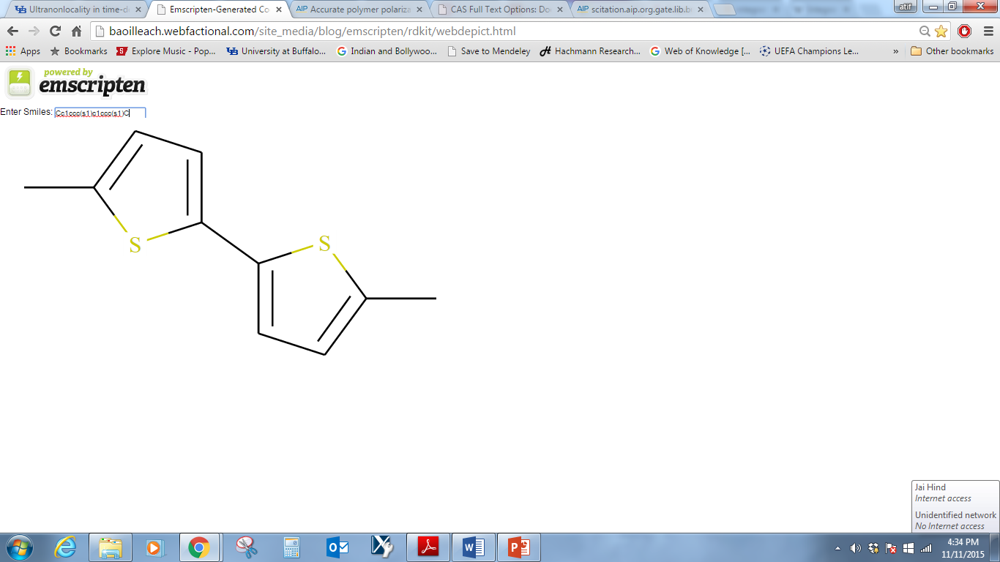 Ultranonlocality in time-d
Emscripten-Generated Co
AIP Accurate polymer polariza
CAS Full Text Options: Do
AIP scitation.aip.org.gate.lib.b
atif
baoilleach.webfactional.com/site_media/blog/emscripten/rdkit/webdepict.html
Apps
Bookmarks
Explore Music - Pop...
University at Buffalo...
Indian and Bollywoo...
Save to Mendeley
Hachmann Research...
Web of Knowledge [...
UEFA Champions Le...
»
Other bookmarks
powered by
emscripten
Enter Smiles: Cc1ccc(s1)c1ccc(s1)C
S
S
Jai Hind
Internet access
Unidentified network
No Internet access
4:34 PM
11/11/2015